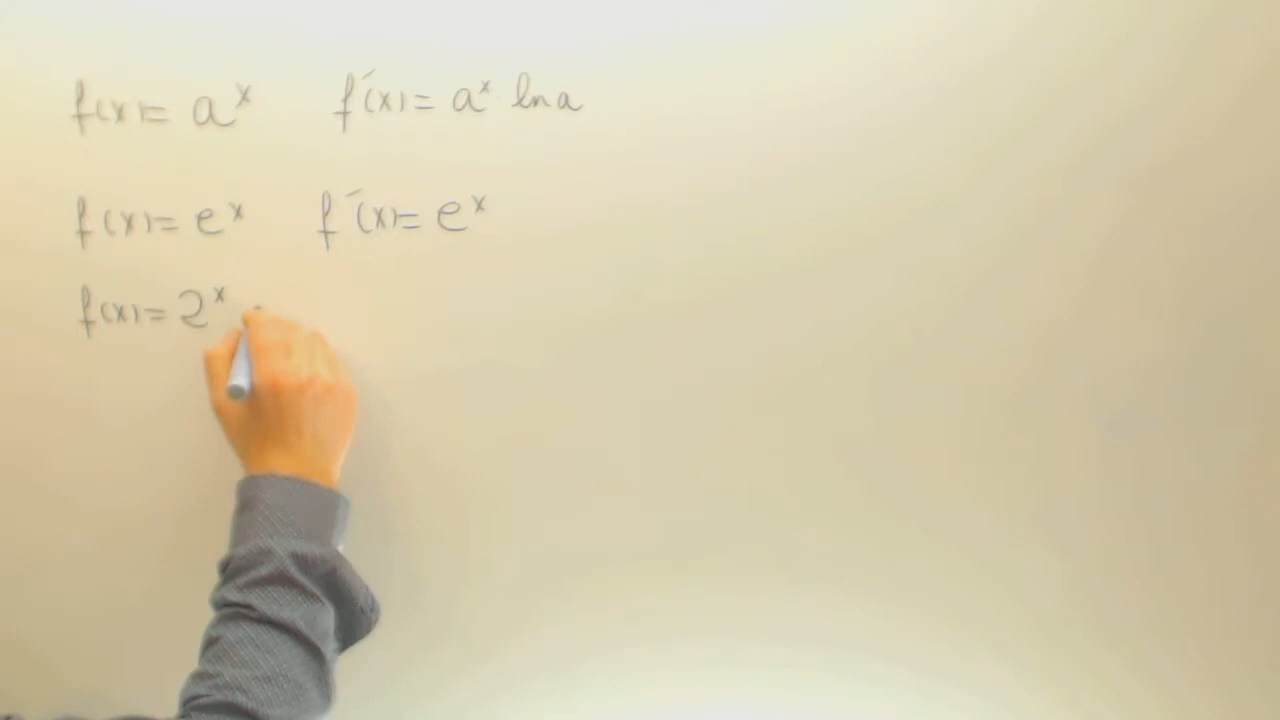 f(x) = a^x f´(x) = a^x · ln a
f(x) = e^x f´(x) = e^x
f(x) = 2^x